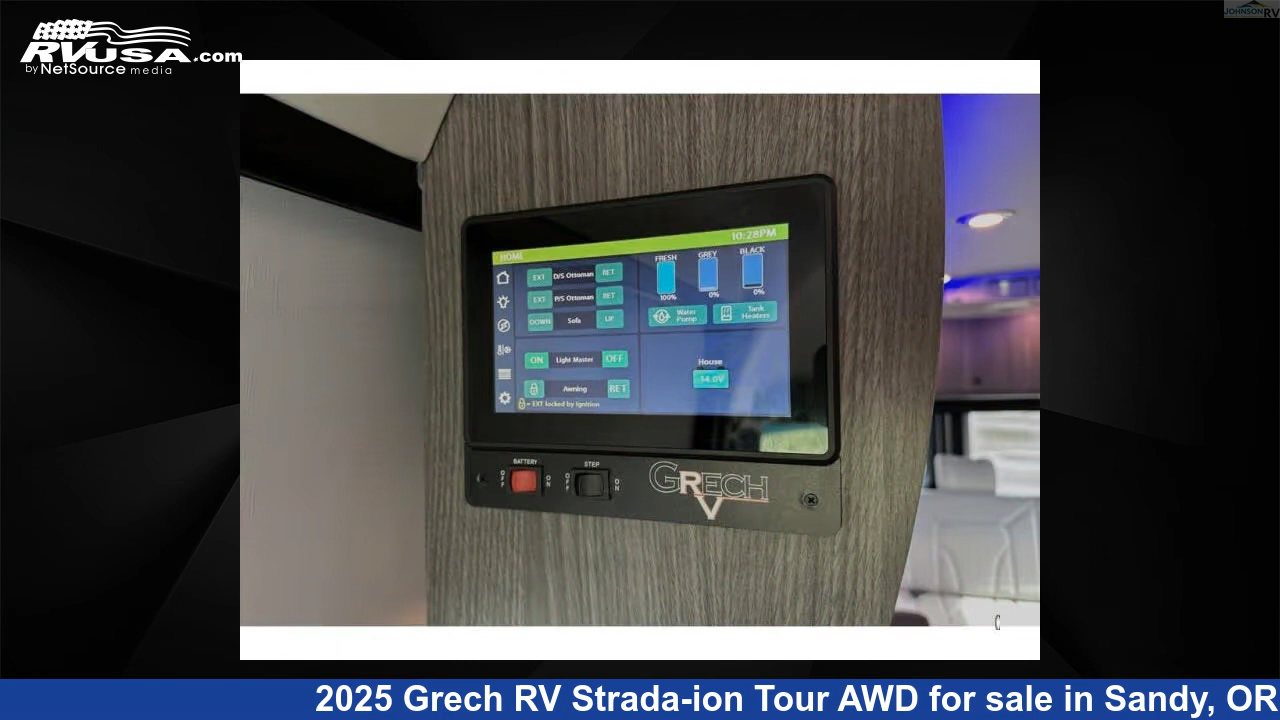 JOHNSON RV
RVUSA.com
by NetSource media
HOME
10:28PM
EXT D/S Ottoman RET
EXT P/S Ottoman RET
DOWN Sofa UP
ON Light Master OFF
Awning RET
= EXT locked by Ignition
FRESH GREY BLACK
100% 0% 0%
Water Pump
Tank Heaters
House
14.0V
BATTERY
OFF ON
STEP
OFF ON
GRECH
RV
2025 Grech RV Strada-ion Tour AWD for sale in Sandy, OR